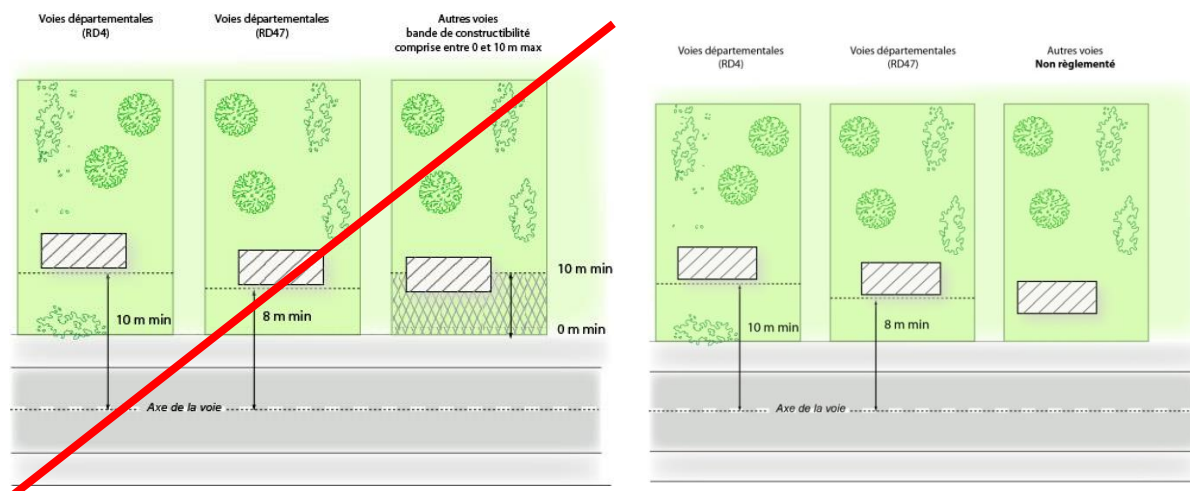 Voies départementales
(RD4)
Voies départementales
(RD47)
Autres voies
bande de constructibilité
comprise entre 0 et 10 m max
10 m min
8 m min
10 m min
0 m min
Axe de la voie
Voies départementales
(RD4)
Voies départementales
(RD47)
Autres voies
Non règlementé
10 m min
8 m min
Axe de la voie